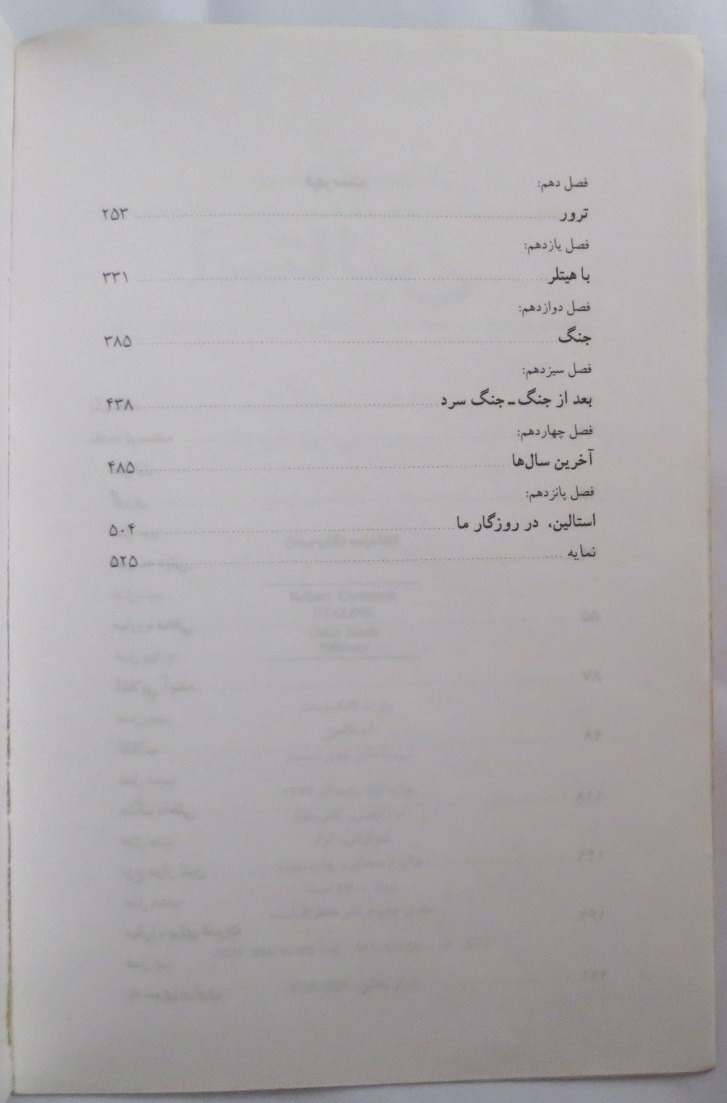 فصل دهم:
ترور ۲۵۳
فصل یازدهم:
با هیتلر ۳۳۱
فصل دوازدهم:
جنگ ۳۸۵
فصل سیزدهم:
بعد از جنگ ـ جنگ سرد ۴۳۸
فصل چهاردهم:
آخرین سال‌ها ۴۸۵
فصل پانزدهم:
استالین، در روزگار ما ۵۰۴
نمایه ۵۲۵